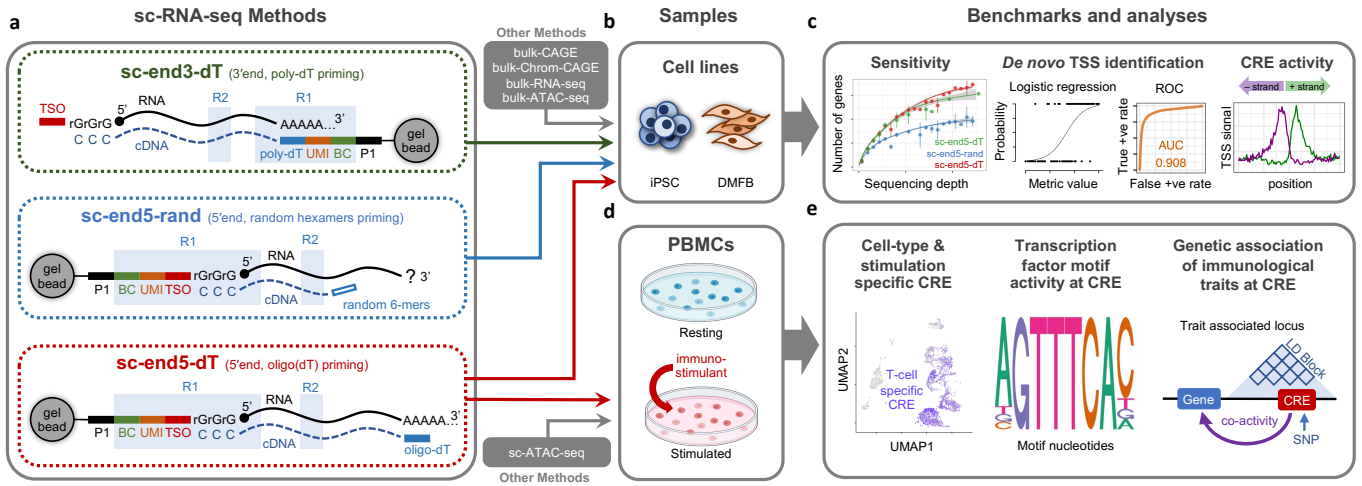 a
sc-RNA-seq Methods
sc-end3-dT (3'end, poly-dT priming)
TSO
rGrGrG
5'
RNA
R2
R1
AAAAA... 3'
C C C
cDNA
poly-dT UMI BC P1
gel
bead
sc-end5-rand (5'end, random hexamers priming)
gel
bead
R1
R2
5'
RNA
rGrGrG
? 3'
P1 BC UMI TSO C C C
cDNA
random 6-mers
sc-end5-dT (5'end, oligo(dT) priming)
gel
bead
R1
R2
5'
RNA
rGrGrG
AAAAA... 3'
P1 BC UMI TSO C C C
cDNA
oligo-dT
Other Methods
bulk-CAGE
bulk-Chrom-CAGE
bulk-RNA-seq
bulk-ATAC-seq
sc-ATAC-seq
Other Methods
b
Samples
Cell lines
iPSC DMFB
d
PBMCs
Resting
immuno-
stimulant
Stimulated
c
Benchmarks and analyses
Sensitivity
Number of genes
sc-end5-dT
sc-end5-rand
sc-end5-dT
Sequencing depth
De novo TSS identification
Logistic regression
Probability
Metric value
ROC
True +ve rate
AUC
0.908
False +ve rate
CRE activity
– strand + strand
TSS sional
position
e
Cell-type &
stimulation
specific CRE
UMAP2
T-cell
specific
CRE
UMAP1
Transcription
factor motif
activity at CRE
AGTTTCAC
Motif nucleotides
Genetic association
of immunological
traits at CRE
Trait associated locus
LD Block
Gene
CRE
co-activity
SNP